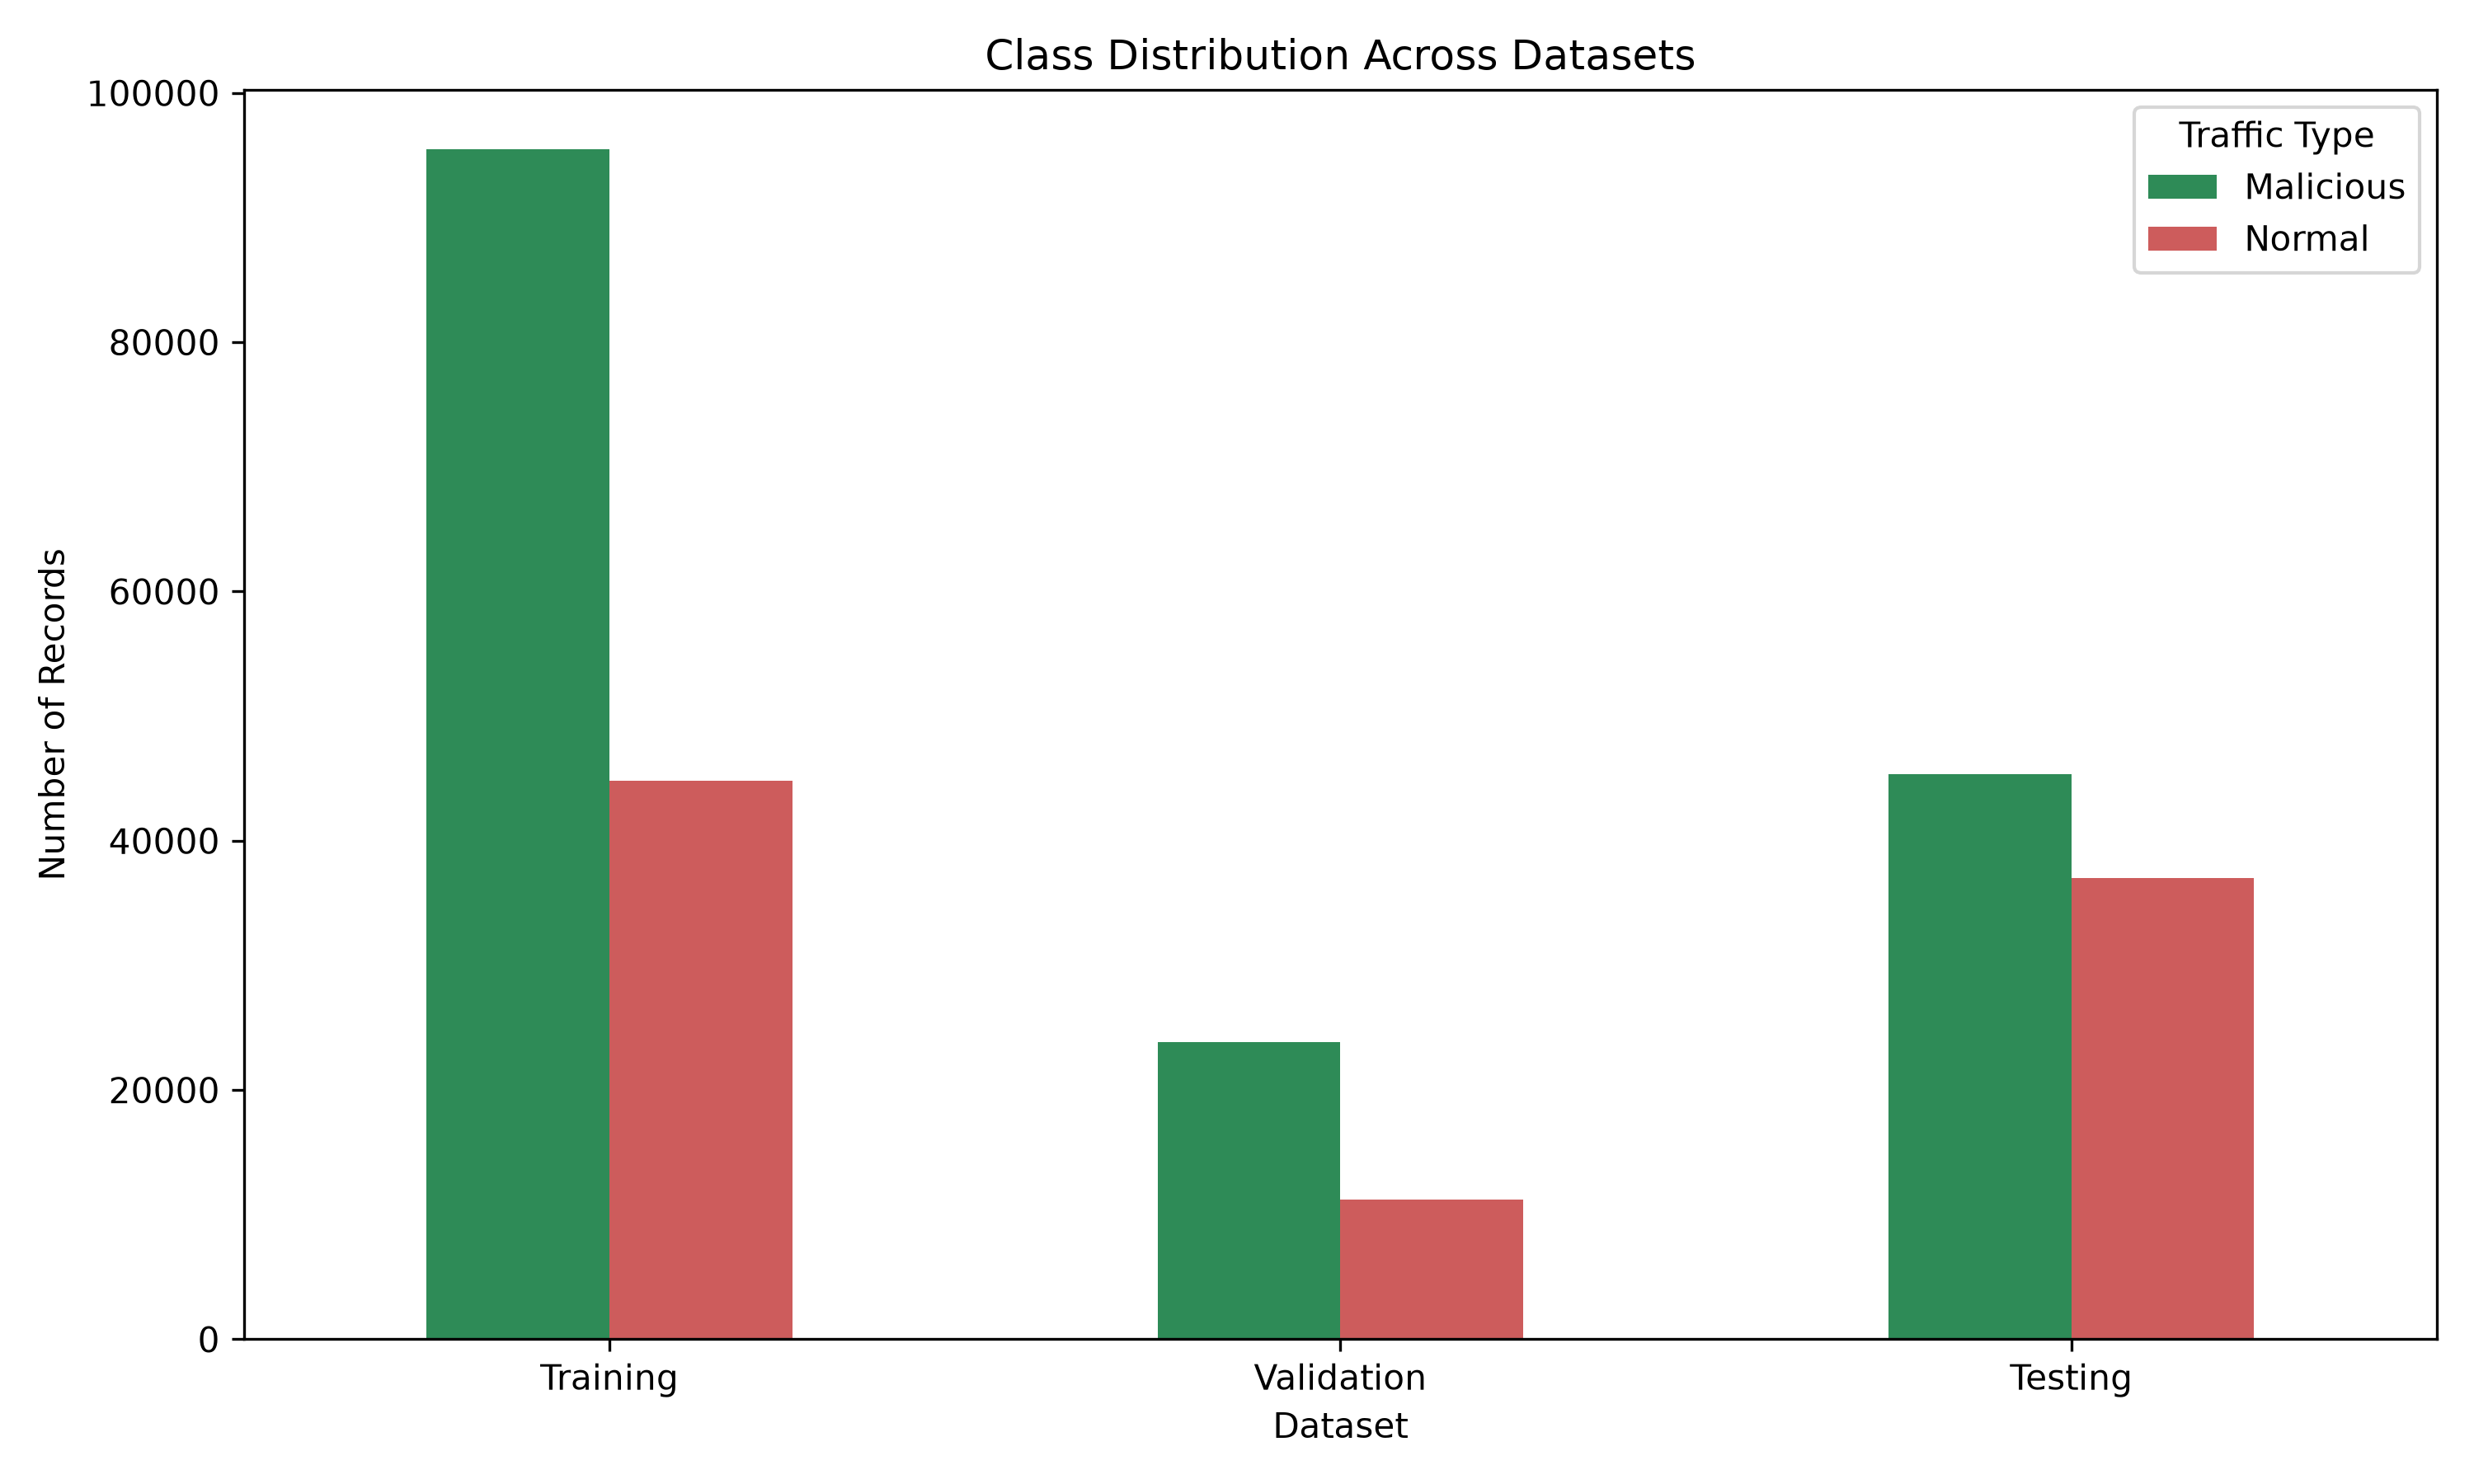 Class Distribution Across Datasets
100000
80000
60000
40000
20000
0
Number of Records
Traffic Type
Malicious
Normal
Training
Validation
Testing
Dataset